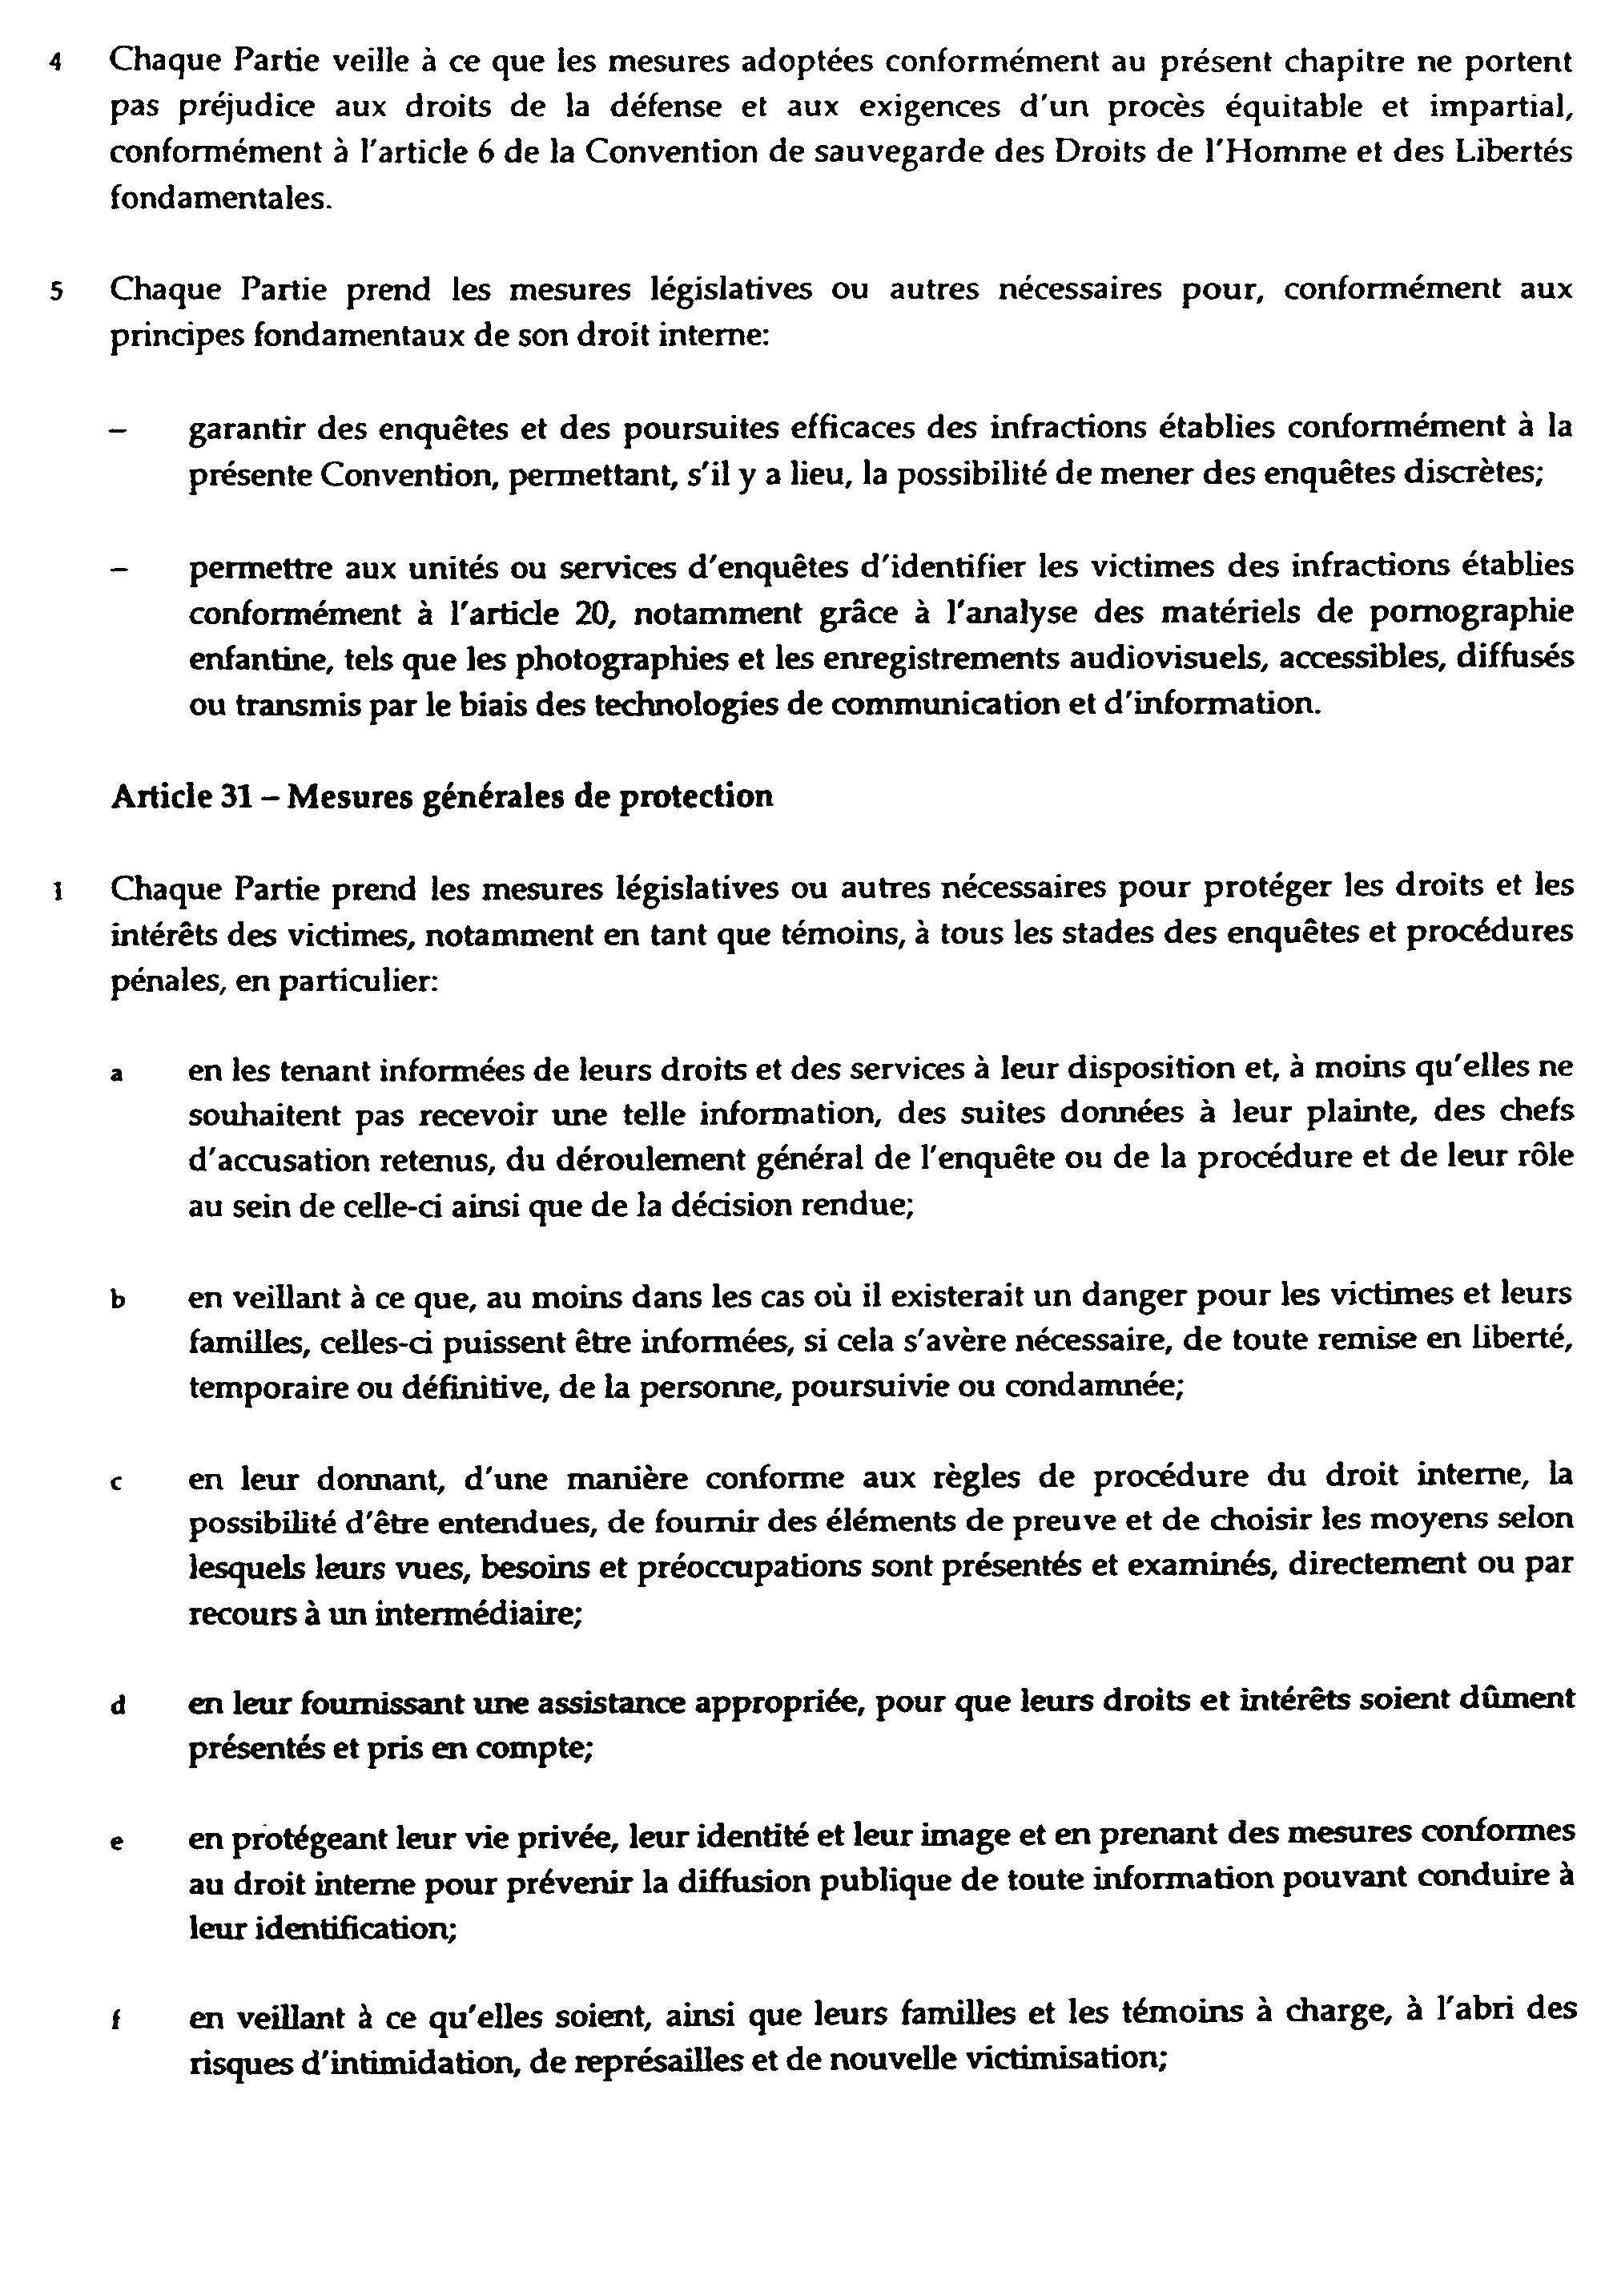 4 Chaque Partie veille à ce que les mesures adoptées conformément au présent chapitre ne portent
pas préjudice aux droits de la défense et aux exigences d'un procès équitable et impartial,
conformément à l'article 6 de la Convention de sauvegarde des Droits de l'Homme et des Libertés
fondamentales.
5 Chaque Partie prend les mesures législatives ou autres nécessaires pour, conformément aux
principes fondamentaux de son droit interne:
– garantir des enquêtes et des poursuites efficaces des infractions établies conformément à la
présente Convention, permettant, s'il y a lieu, la possibilité de mener des enquêtes discrètes;
– permettre aux unités ou services d'enquêtes d'identifier les victimes des infractions établies
conformément à l'article 20, notamment grâce à l'analyse des matériels de pornographie
enfantine, tels que les photographies et les enregistrements audiovisuels, accessibles, diffusés
ou transmis par le biais des technologies de communication et d'information.
Article 31 – Mesures générales de protection
1 Chaque Partie prend les mesures législatives ou autres nécessaires pour protéger les droits et les
intérêts des victimes, notamment en tant que témoins, à tous les stades des enquêtes et procédures
pénales, en particulier:
a en les tenant informées de leurs droits et des services à leur disposition et, à moins qu'elles ne
souhaitent pas recevoir une telle information, des suites données à leur plainte, des chefs
d'accusation retenus, du déroulement général de l'enquête ou de la procédure et de leur rôle
au sein de celle-ci ainsi que de la décision rendue;
b en veillant à ce que, au moins dans les cas où il existerait un danger pour les victimes et leurs
familles, celles-ci puissent être informées, si cela s'avère nécessaire, de toute remise en liberté,
temporaire ou définitive, de la personne, poursuivie ou condamnée;
c en leur donnant, d'une manière conforme aux règles de procédure du droit interne, la
possibilité d'être entendues, de fournir des éléments de preuve et de choisir les moyens selon
lesquels leurs vues, besoins et préoccupations sont présentés et examinés, directement ou par
recours à un intermédiaire;
d en leur fournissant une assistance appropriée, pour que leurs droits et intérêts soient dûment
présentés et pris en compte;
e en protégeant leur vie privée, leur identité et leur image et en prenant des mesures conformes
au droit interne pour prévenir la diffusion publique de toute information pouvant conduire à
leur identification;
f en veillant à ce qu'elles soient, ainsi que leurs familles et les témoins à charge, à l'abri des
risques d'intimidation, de représailles et de nouvelle victimisation;